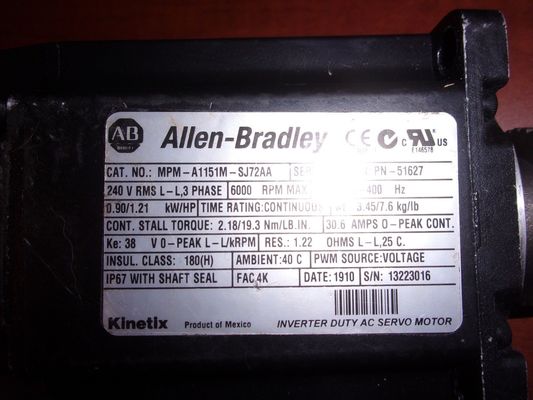 AB
Allen-Bradley CE C UL US
E146578
CAT. NO.: MPM-A1151M-SJ72AA PN-51627
240 V RMS L-L,3 PHASE 6000 RPM MAX 400 Hz
0.90/1.21 kW/HP TIME RATING:CONTINUOUS 3.45/7.6 kg/lb
CONT. STALL TORQUE: 2.18/19.3 Nm/LB.IN. 30.6 AMPS 0-PEAK CONT.
Ke: 38 V 0-PEAK L-L/kRPM RES.: 1.22 OHMS L-L,25 C.
INSUL. CLASS: 180(H) AMBIENT:40 C PWM SOURCE:VOLTAGE
IP67 WITH SHAFT SEAL FAC 4K DATE: 1910 S/N: 13223016
Kinetix Product of Mexico INVERTER DUTY AC SERVO MOTOR